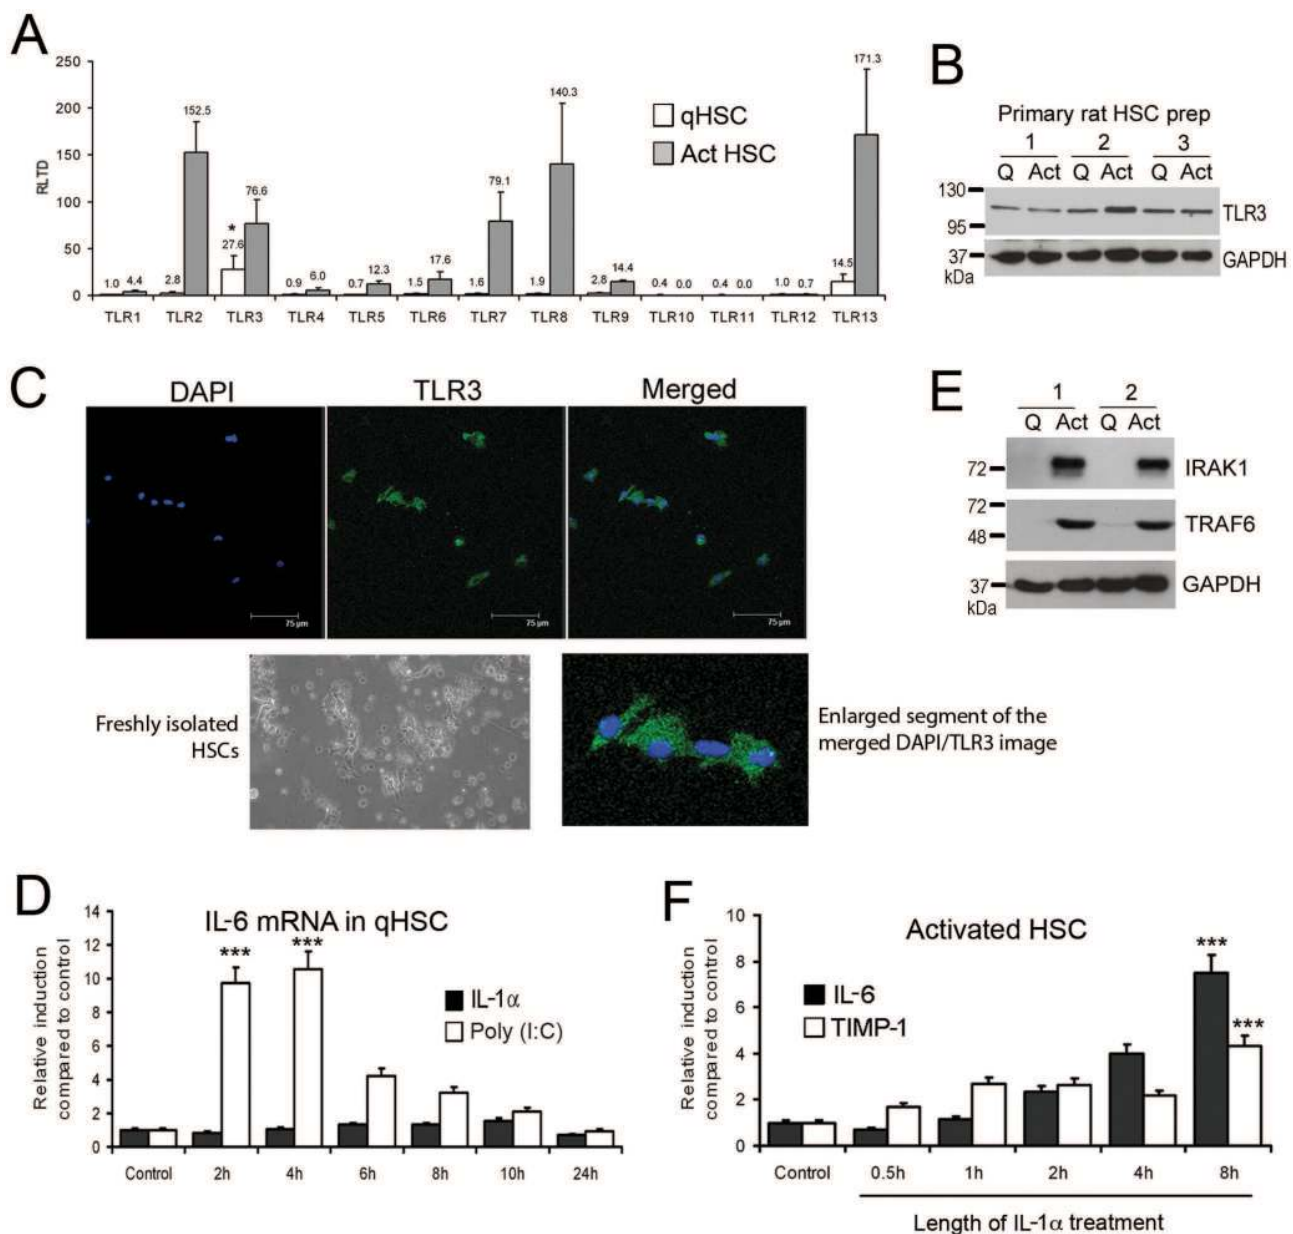 A
250
200
150
100
50
0
RLTD
1.0 4.4 2.8 152.5 27.6 76.6 0.9 6.0 0.7 12.3 1.5 17.6 1.6 79.1 1.9 140.3 2.8 14.4 0.4 0.0 0.4 0.0 1.0 0.7 14.5 171.3
*
qHSC
Act HSC
TLR1 TLR2 TLR3 TLR4 TLR5 TLR6 TLR7 TLR8 TLR9 TLR10 TLR11 TLR12 TLR13
B
Primary rat HSC prep
1 2 3
Q Act Q Act Q Act
130
95
TLR3
37
kDa
GAPDH
C
DAPI TLR3 Merged
75 µm 75 µm 75 µm
Freshly isolated
HSCs
Enlarged segment of the
merged DAPI/TLR3 image
E
1 2
Q Act Q Act
72
IRAK1
72
48
TRAF6
37
kDa
GAPDH
D
IL-6 mRNA in qHSC
Relative induction
compared to control
14
12
10
8
6
4
2
0
*** ***
IL-1α
Poly (I:C)
Control 2h 4h 6h 8h 10h 24h
F
Activated HSC
Relative induction
compared to control
10
8
6
4
2
0
***
***
IL-6
TIMP-1
Control 0.5h 1h 2h 4h 8h
Length of IL-1α treatment